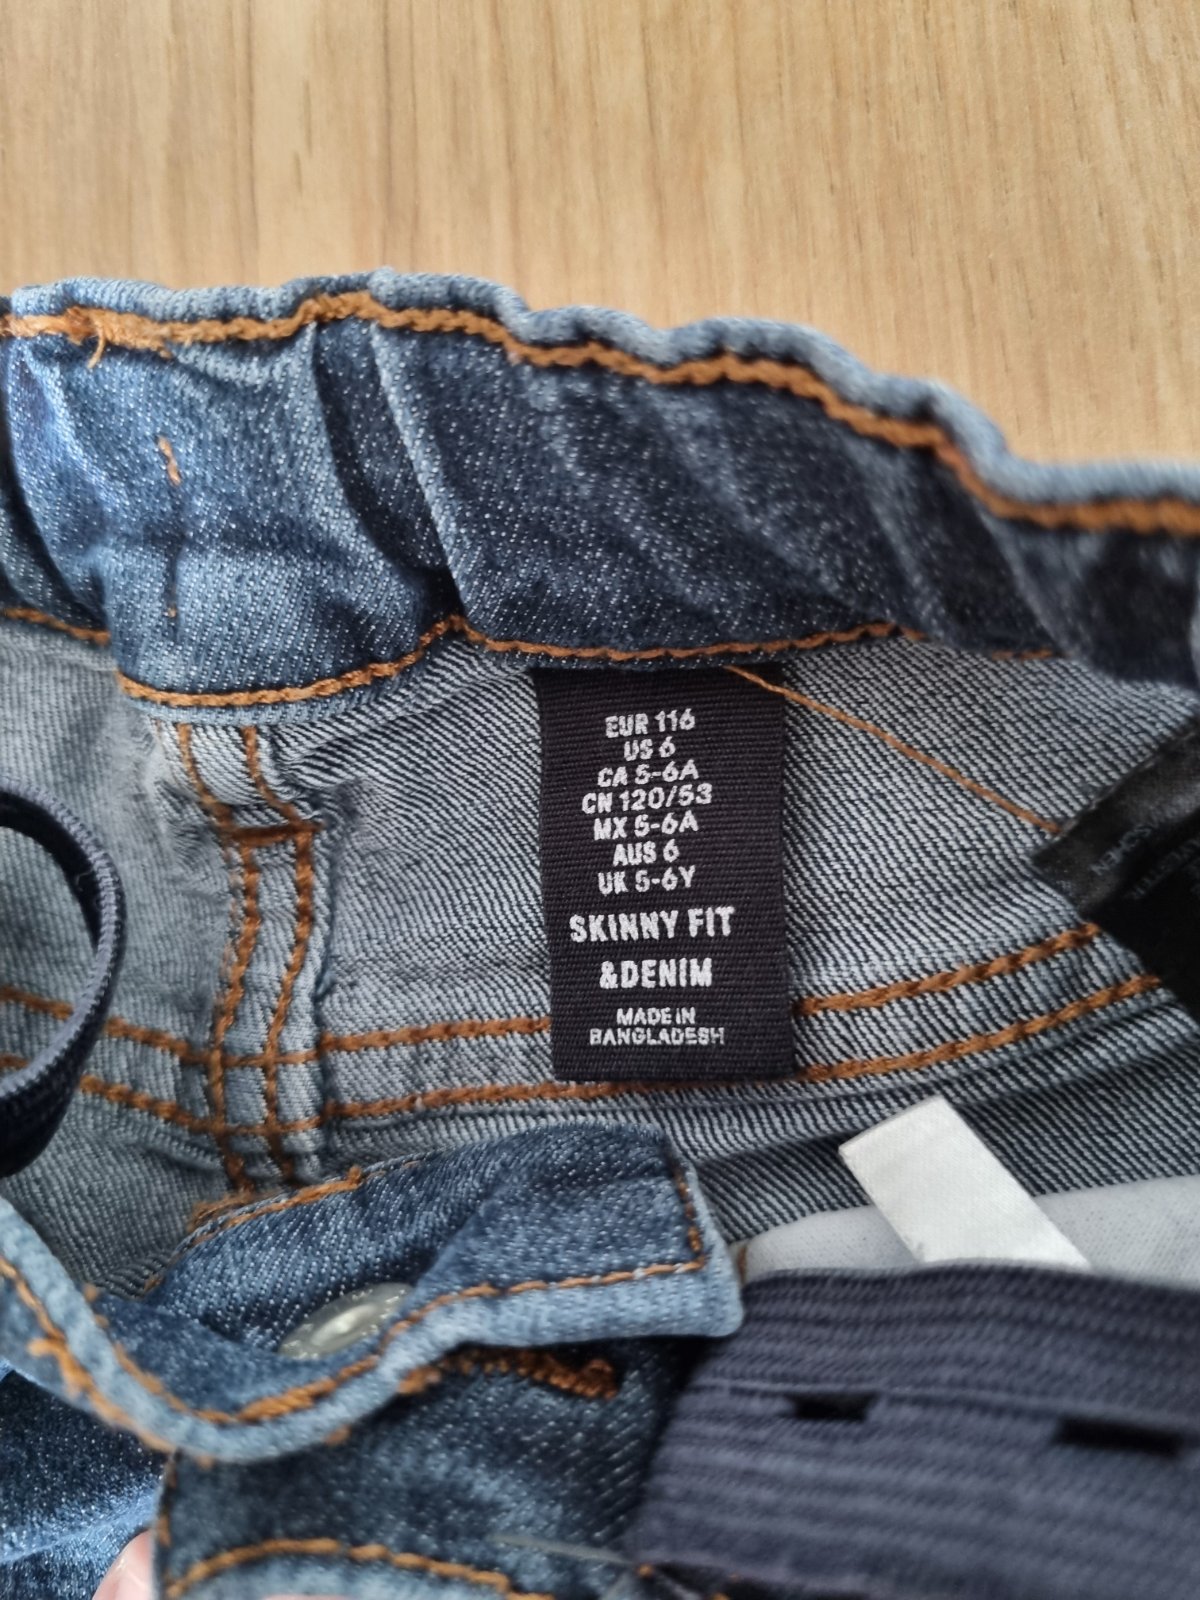 EUR 116
US 6
CA 5-6A
CN 120/53
MX 5-6A
AUS 6
UK 5-6Y
SKINNY FIT
&DENIM
MADE IN
BANGLADESH